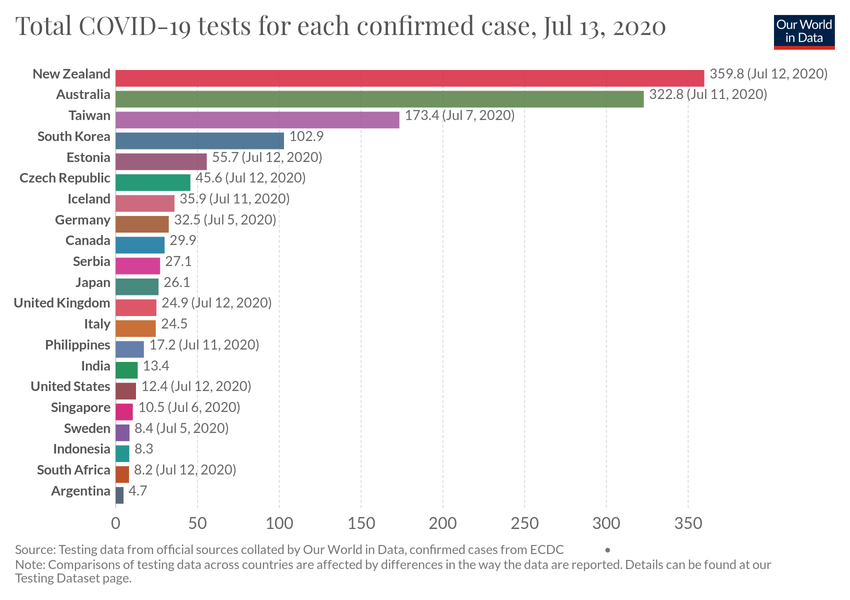 Total COVID-19 tests for each confirmed case, Jul 13, 2020
Our World
in Data
New Zealand 359.8 (Jul 12, 2020)
Australia 322.8 (Jul 11, 2020)
Taiwan 173.4 (Jul 7, 2020)
South Korea 102.9
Estonia 55.7 (Jul 12, 2020)
Czech Republic 45.6 (Jul 12, 2020)
Iceland 35.9 (Jul 11, 2020)
Germany 32.5 (Jul 5, 2020)
Canada 29.9
Serbia 27.1
Japan 26.1
United Kingdom 24.9 (Jul 12, 2020)
Italy 24.5
Philippines 17.2 (Jul 11, 2020)
India 13.4
United States 12.4 (Jul 12, 2020)
Singapore 10.5 (Jul 6, 2020)
Sweden 8.4 (Jul 5, 2020)
Indonesia 8.3
South Africa 8.2 (Jul 12, 2020)
Argentina 4.7
0 50 100 150 200 250 300 350
Source: Testing data from official sources collated by Our World in Data, confirmed cases from ECDC •
Note: Comparisons of testing data across countries are affected by differences in the way the data are reported. Details can be found at our
Testing Dataset page.